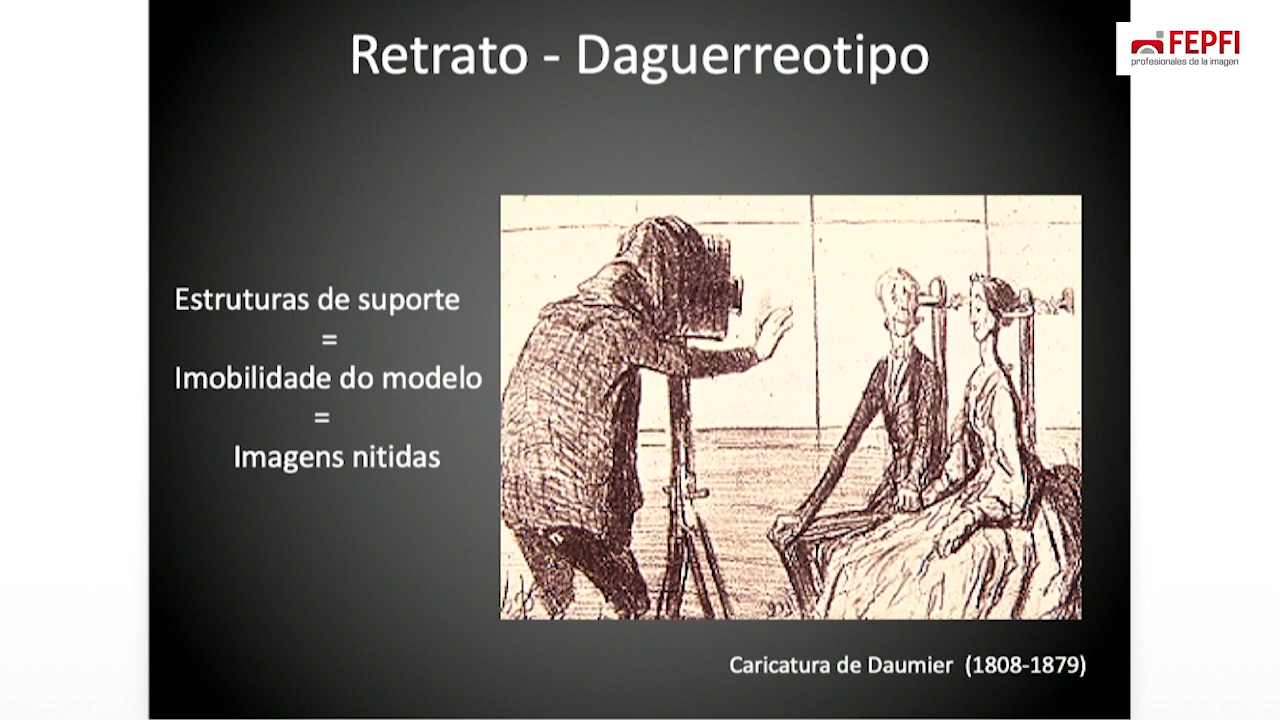 Retrato - Daguerreotipo
FEPFI
profesionales de la imagen
Estruturas de suporte
=
Imobilidade do modelo
=
Imagens nitidas
Caricatura de Daumier (1808-1879)